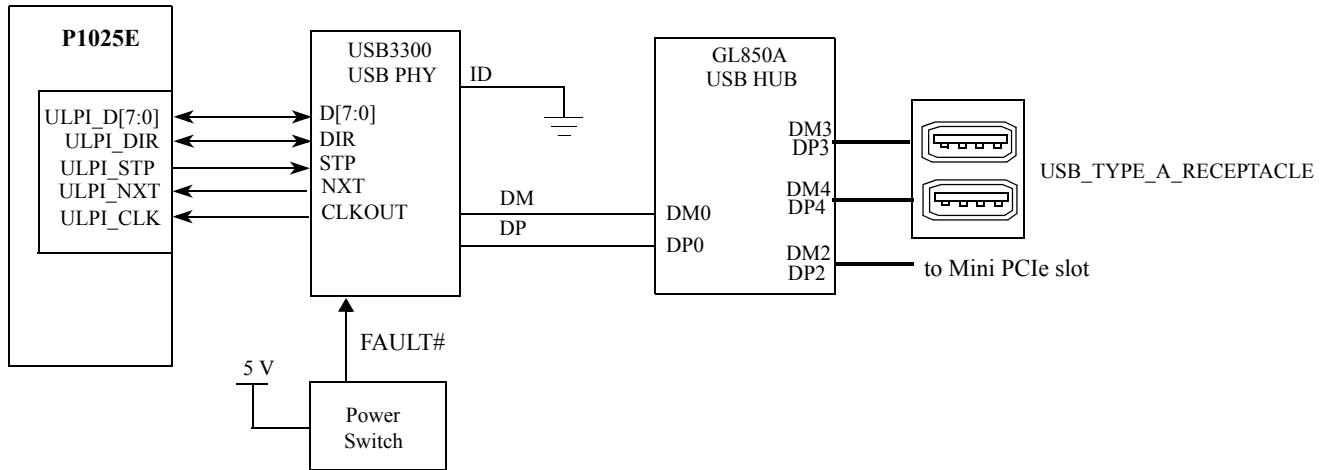 P1025E
ULPI_D[7:0]
ULPI_DIR
ULPI_STP
ULPI_NXT
ULPI_CLK
USB3300
USB PHY
D[7:0]
DIR
STP
NXT
CLKOUT
ID
DM
DP
FAULT#
5 V
Power
Switch
GL850A
USB HUB
DM0
DP0
DM3
DP3
DM4
DP4
DM2
DP2
USB_TYPE_A_RECEPTACLE
to Mini PCIe slot